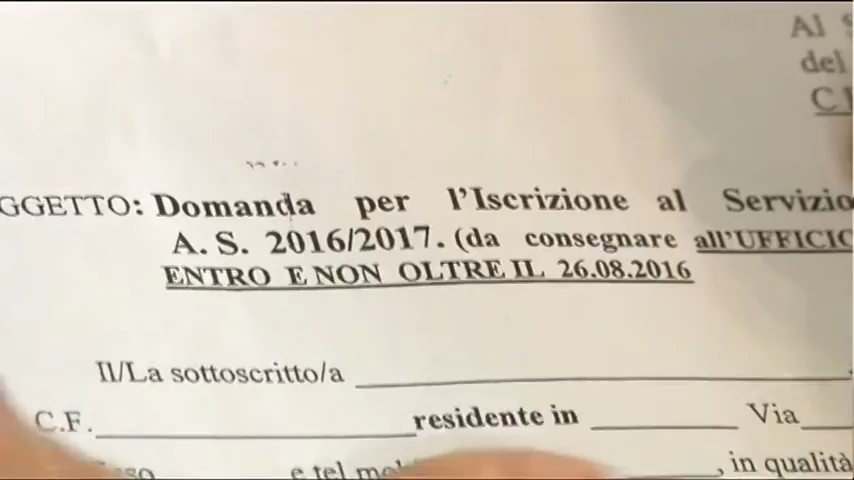 Al S
del
C.
GGETTO: Domanda per l'Iscrizione al Servizio
A. S. 2016/2017. (da consegnare all'UFFICIO
ENTRO E NON OLTRE IL 26.08.2016
Il/La sottoscritto/a
C.F. residente in Via
e tel , in qualità